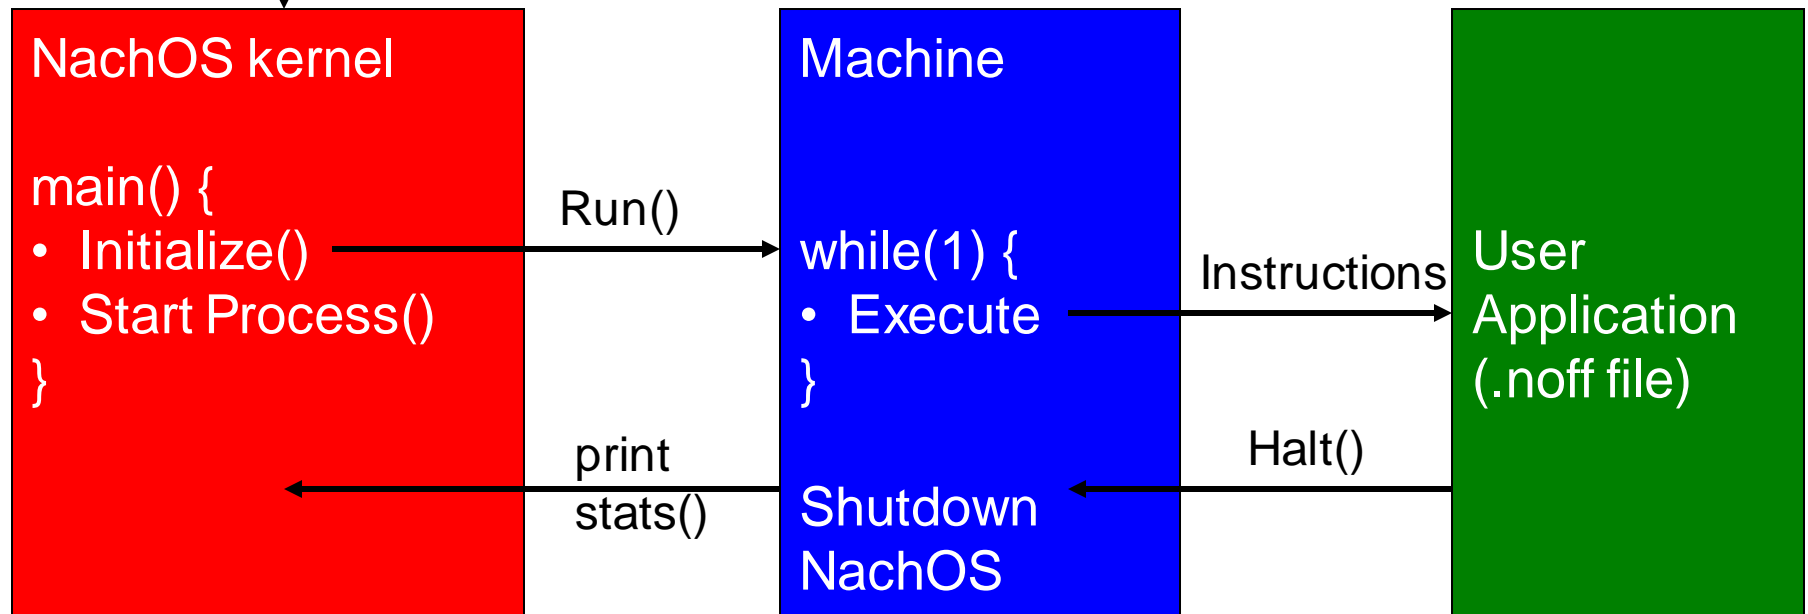 NachOS kernel
main() {
• Initialize()
• Start Process()
}
Run()
print
stats()
Machine
while(1) {
• Execute
}
Shutdown
NachOS
Instructions
Halt()
User
Application
(.noff file)